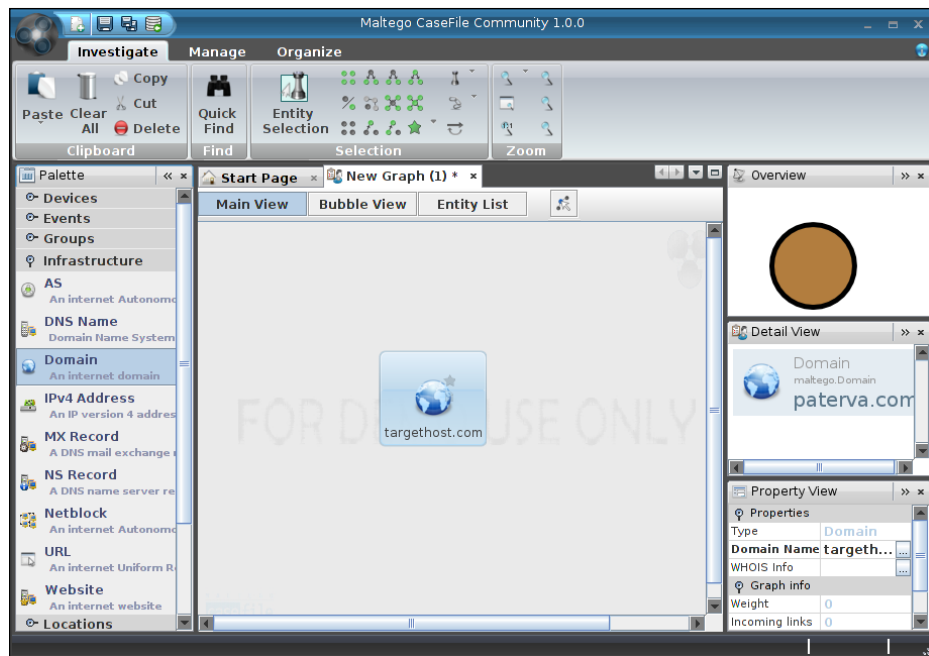 Maltego CaseFile Community 1.0.0
Investigate Manage Organize
Paste Clear All Copy Cut Delete
Quick Find
Entity Selection
Clipboard Find Selection Zoom
Palette
Start Page New Graph (1) *
Overview
Devices
Events
Groups
Infrastructure
Main View Bubble View Entity List
AS
An internet Autonomo
DNS Name
Domain Name System
Domain
An internet domain
IPv4 Address
An IP version 4 addres
MX Record
A DNS mail exchange
NS Record
A DNS name server re
Netblock
An internet Autonomo
URL
An internet Uniform R
Website
An internet website
Locations
targethost.com
Detail View
Domain
maltego.Domain
paterva.com
Property View
Properties
Type Domain
Domain Name targeth... ...
WHOIS Info ...
Graph info
Weight 0
Incoming links 0